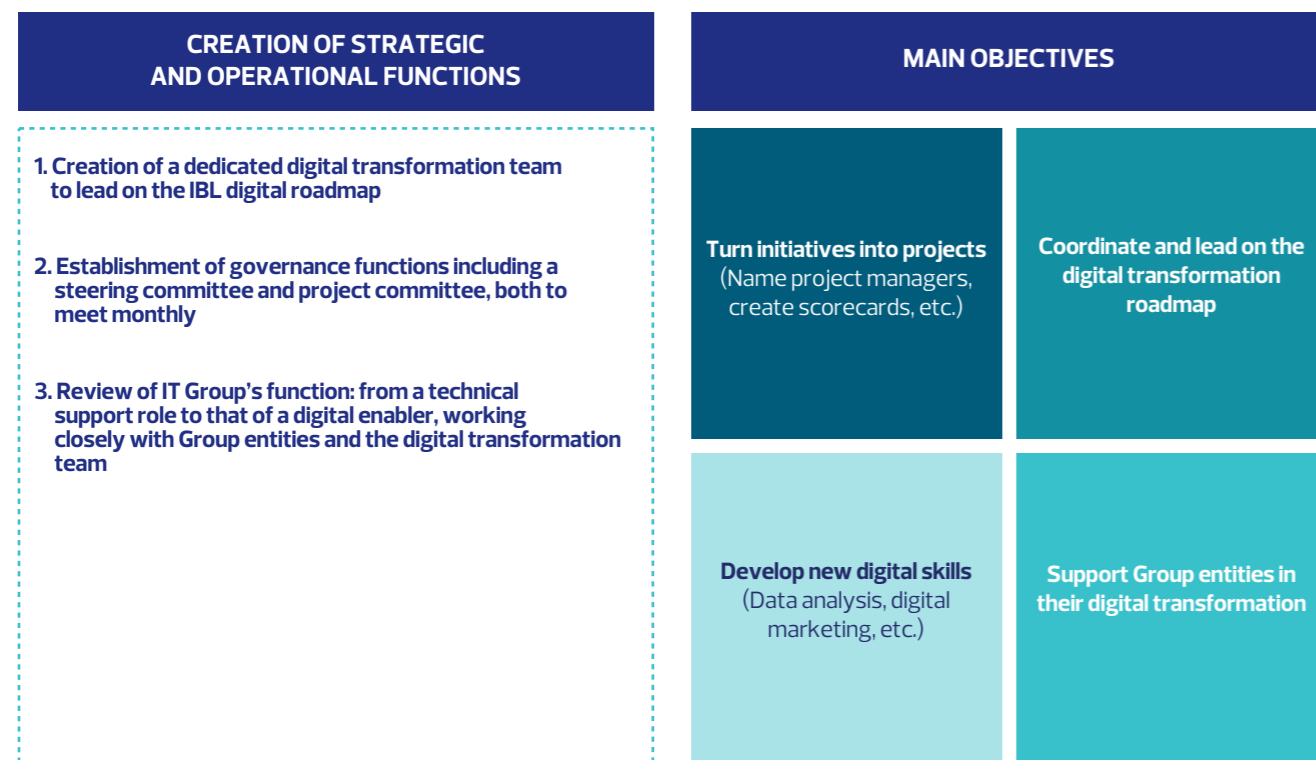 CREATION OF STRATEGIC
AND OPERATIONAL FUNCTIONS
1. Creation of a dedicated digital transformation team
to lead on the IBL digital roadmap
2. Establishment of governance functions including a
steering committee and project committee, both to
meet monthly
3. Review of IT Group’s function: from a technical
support role to that of a digital enabler, working
closely with Group entities and the digital transformation
team
MAIN OBJECTIVES
Turn initiatives into projects
(Name project managers,
create scorecards, etc.)
Coordinate and lead on the
digital transformation
roadmap
Develop new digital skills
(Data analysis, digital
marketing, etc.)
Support Group entities in
their digital transformation